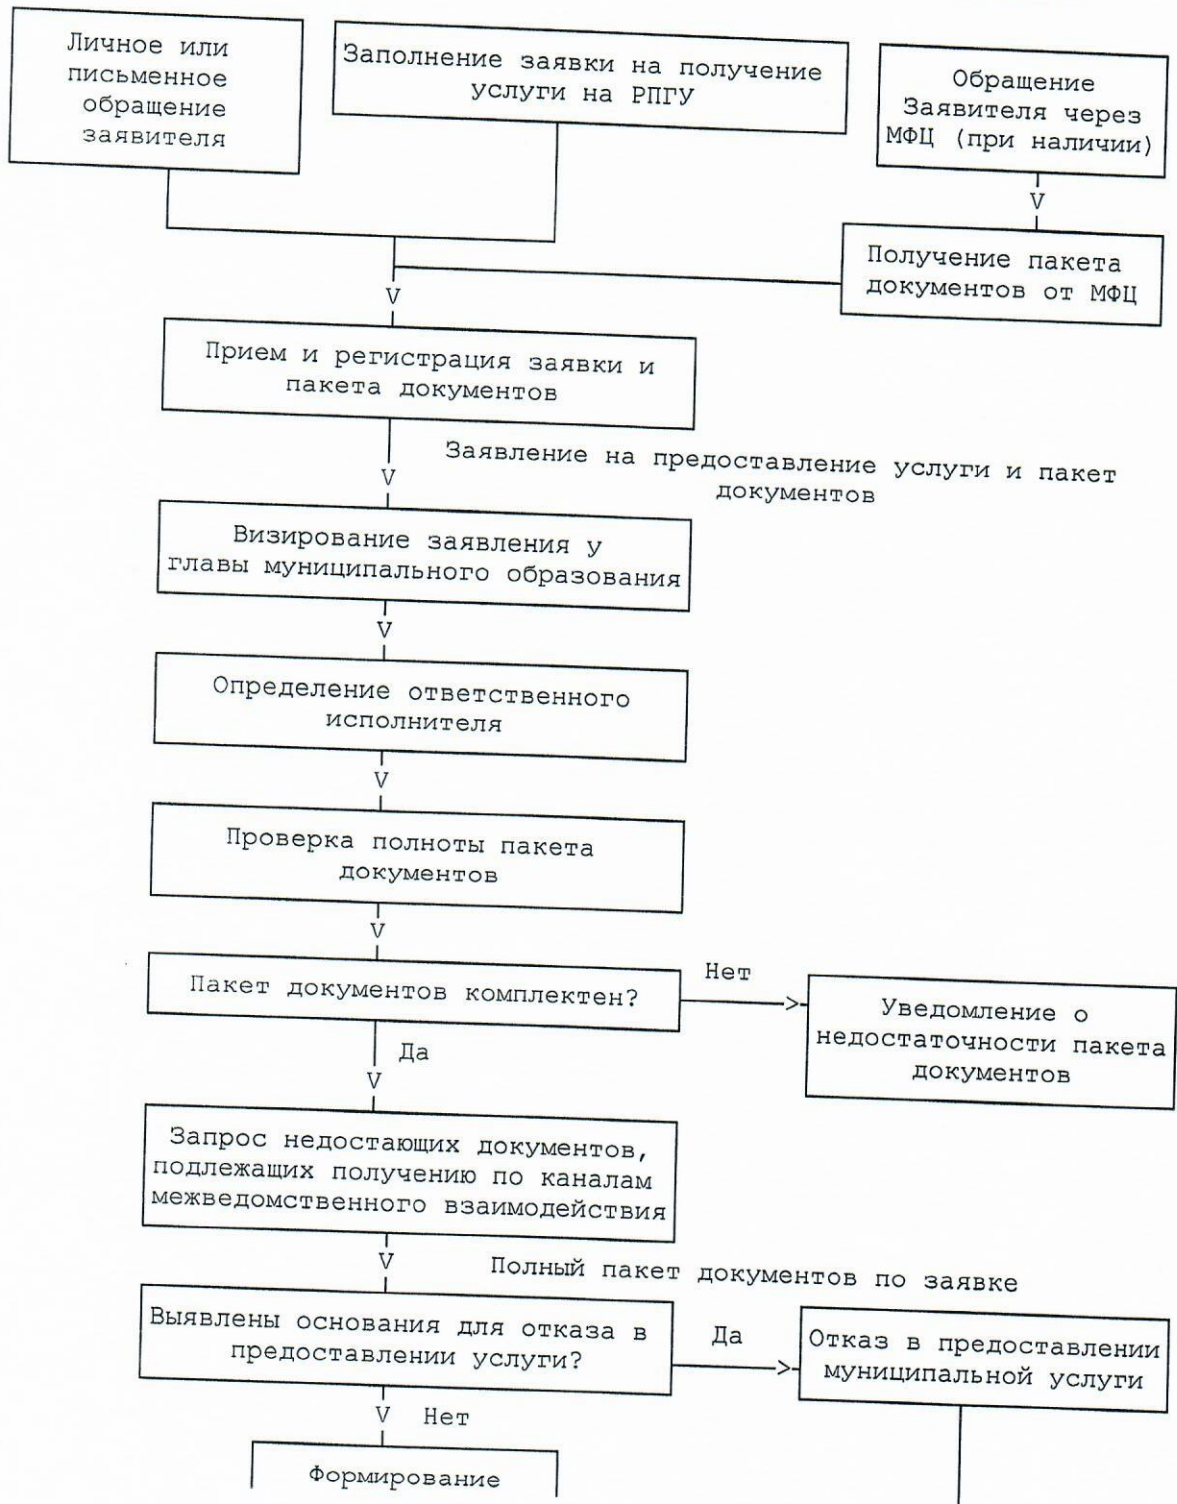 Личное или
письменное
обращение
заявителя
Заполнение заявки на получение
услуги на РПГУ
Обращение
Заявителя через
МФЦ (при наличии)
V
Получение пакета
документов от МФЦ
V
Прием и регистрация заявки и
пакета документов
Заявление на предоставление услуги и пакет
документов
V
Визирование заявления у
главы муниципального образования
V
Определение ответственного
исполнителя
V
Проверка полноты пакета
документов
V
Пакет документов комплектен?
Нет
>
Уведомление о
недостаточности пакета
документов
Да
V
Запрос недостающих документов,
подлежащих получению по каналам
межведомственного взаимодействия
V
Полный пакет документов по заявке
Выявлены основания для отказа в
предоставлении услуги?
Да
>
Отказ в предоставлении
муниципальной услуги
V Нет
Формирование